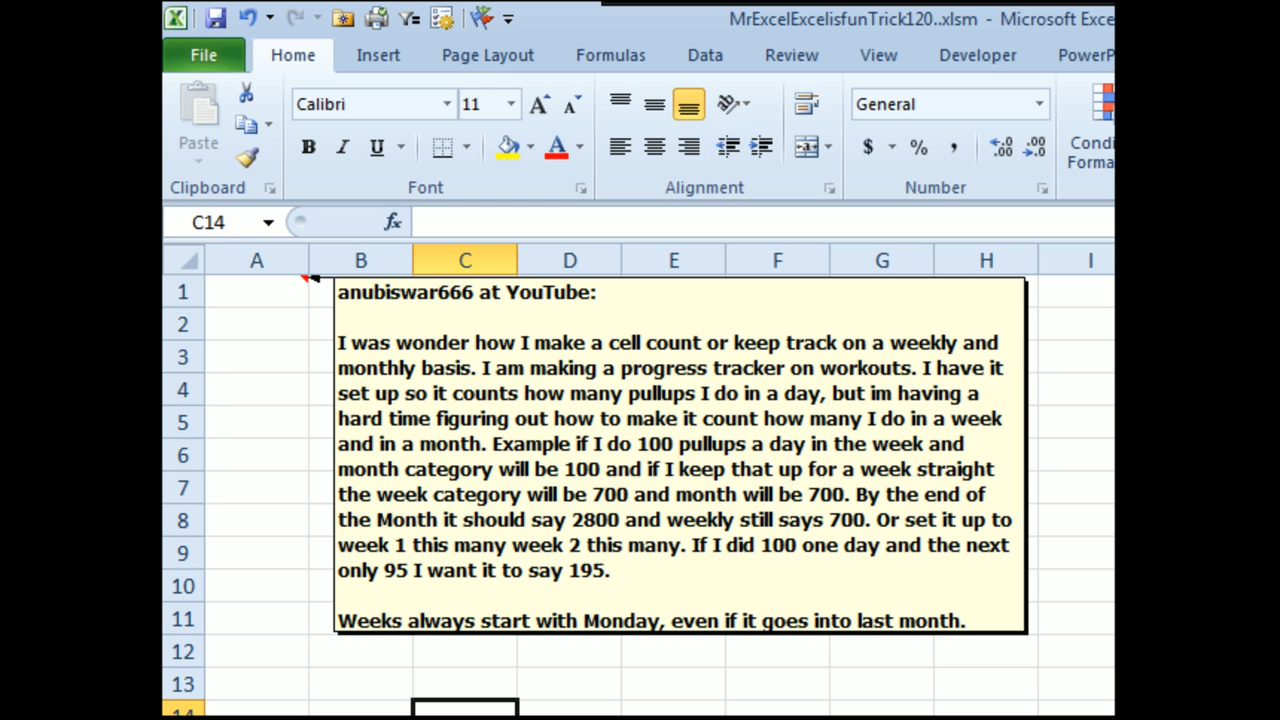 MrExcelExcelisfunTrick120..xlsm - Microsoft Exce
File Home Insert Page Layout Formulas Data Review View Developer PowerP
Calibri 11 A A General
Paste B I U A $ % , .00 .00 Condi
Forma
Clipboard Font Alignment Number
C14 fx
A B C D E F G H I
1 anubiswar666 at YouTube:
2
I was wonder how I make a cell count or keep track on a weekly and
3
monthly basis. I am making a progress tracker on workouts. I have it
4 set up so it counts how many pullups I do in a day, but im having a
5 hard time figuring out how to make it count how many I do in a week
and in a month. Example if I do 100 pullups a day in the week and
6
month category will be 100 and if I keep that up for a week straight
7 the week category will be 700 and month will be 700. By the end of
8 the Month it should say 2800 and weekly still says 700. Or set it up to
9 week 1 this many week 2 this many. If I did 100 one day and the next
only 95 I want it to say 195.
10
11 Weeks always start with Monday, even if it goes into last month.
12
13
14